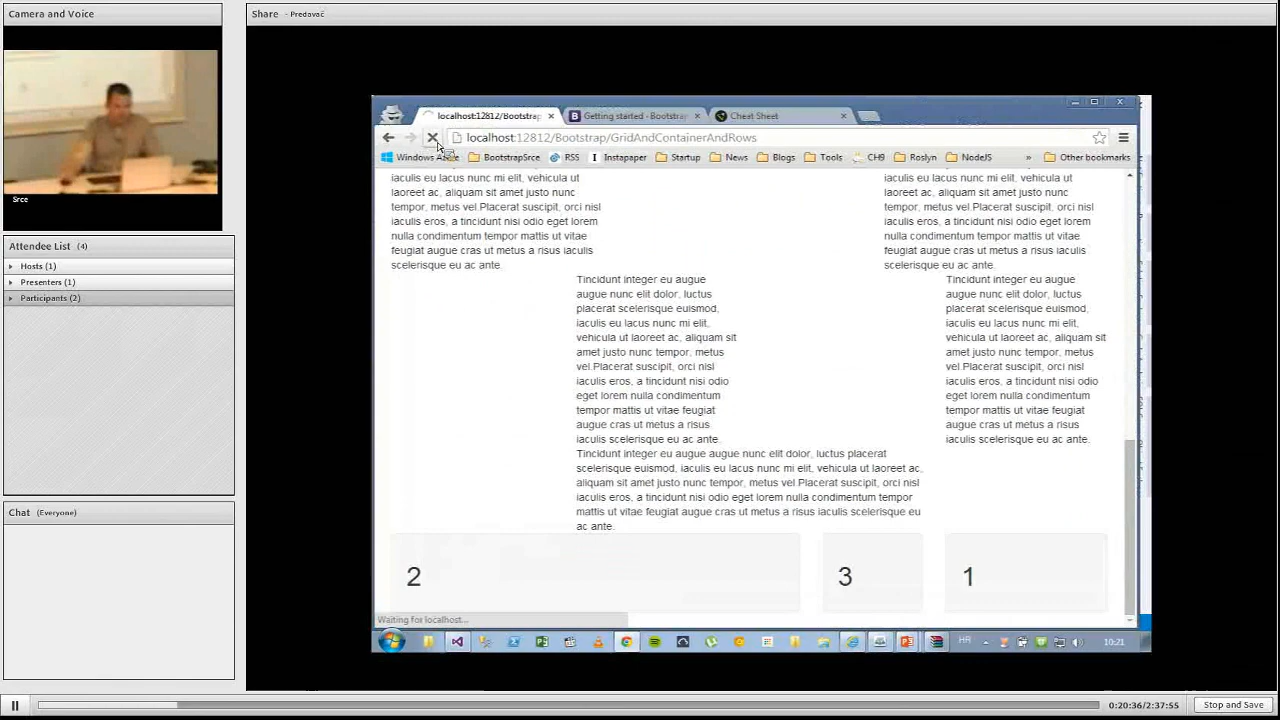 Camera and Voice
Srce
Attendee List (4)
Hosts (1)
Presenters (1)
Participants (2)
Chat (Everyone)
Share - Predavač
localhost:12812/Bootstrap
Getting started · Bootstrap
Cheat Sheet
localhost:12812/Bootstrap/GridAndContainerAndRows
BootstrapSrce
RSS
Instapaper
Startup
News
Blogs
Tools
CH9
Roslyn
NodeJS
»
Other bookmarks
iaculis eu lacus nunc mi elit, vehicula ut
laoreet ac, aliquam sit amet justo nunc
tempor, metus vel.Placerat suscipit, orci nisl
iaculis eros, a tincidunt nisi odio eget lorem
nulla condimentum tempor mattis ut vitae
feugiat augue cras ut metus a risus iaculis
scelerisque eu ac ante.
iaculis eu lacus nunc mi elit, vehicula ut
laoreet ac, aliquam sit amet justo nunc
tempor, metus vel.Placerat suscipit, orci nisl
iaculis eros, a tincidunt nisi odio eget lorem
nulla condimentum tempor mattis ut vitae
feugiat augue cras ut metus a risus iaculis
scelerisque eu ac ante.
Tincidunt integer eu augue
augue nunc elit dolor, luctus
placerat scelerisque euismod,
iaculis eu lacus nunc mi elit,
vehicula ut laoreet ac, aliquam sit
amet justo nunc tempor, metus
vel.Placerat suscipit, orci nisl
iaculis eros, a tincidunt nisi odio
eget lorem nulla condimentum
tempor mattis ut vitae feugiat
augue cras ut metus a risus
iaculis scelerisque eu ac ante.
Tincidunt integer eu augue
augue nunc elit dolor, luctus
placerat scelerisque euismod,
iaculis eu lacus nunc mi elit,
vehicula ut laoreet ac, aliquam sit
amet justo nunc tempor, metus
vel.Placerat suscipit, orci nisl
iaculis eros, a tincidunt nisi odio
eget lorem nulla condimentum
tempor mattis ut vitae feugiat
augue cras ut metus a risus
iaculis scelerisque eu ac ante.
Tincidunt integer eu augue augue nunc elit dolor, luctus placerat
scelerisque euismod, iaculis eu lacus nunc mi elit, vehicula ut laoreet ac,
aliquam sit amet justo nunc tempor, metus vel.Placerat suscipit, orci nisl
iaculis eros, a tincidunt nisi odio eget lorem nulla condimentum tempor
mattis ut vitae feugiat augue cras ut metus a risus iaculis scelerisque eu
ac ante.
2
3
1
Waiting for localhost...
HR
10:21
0:20:36/2:37:55
Stop and Save